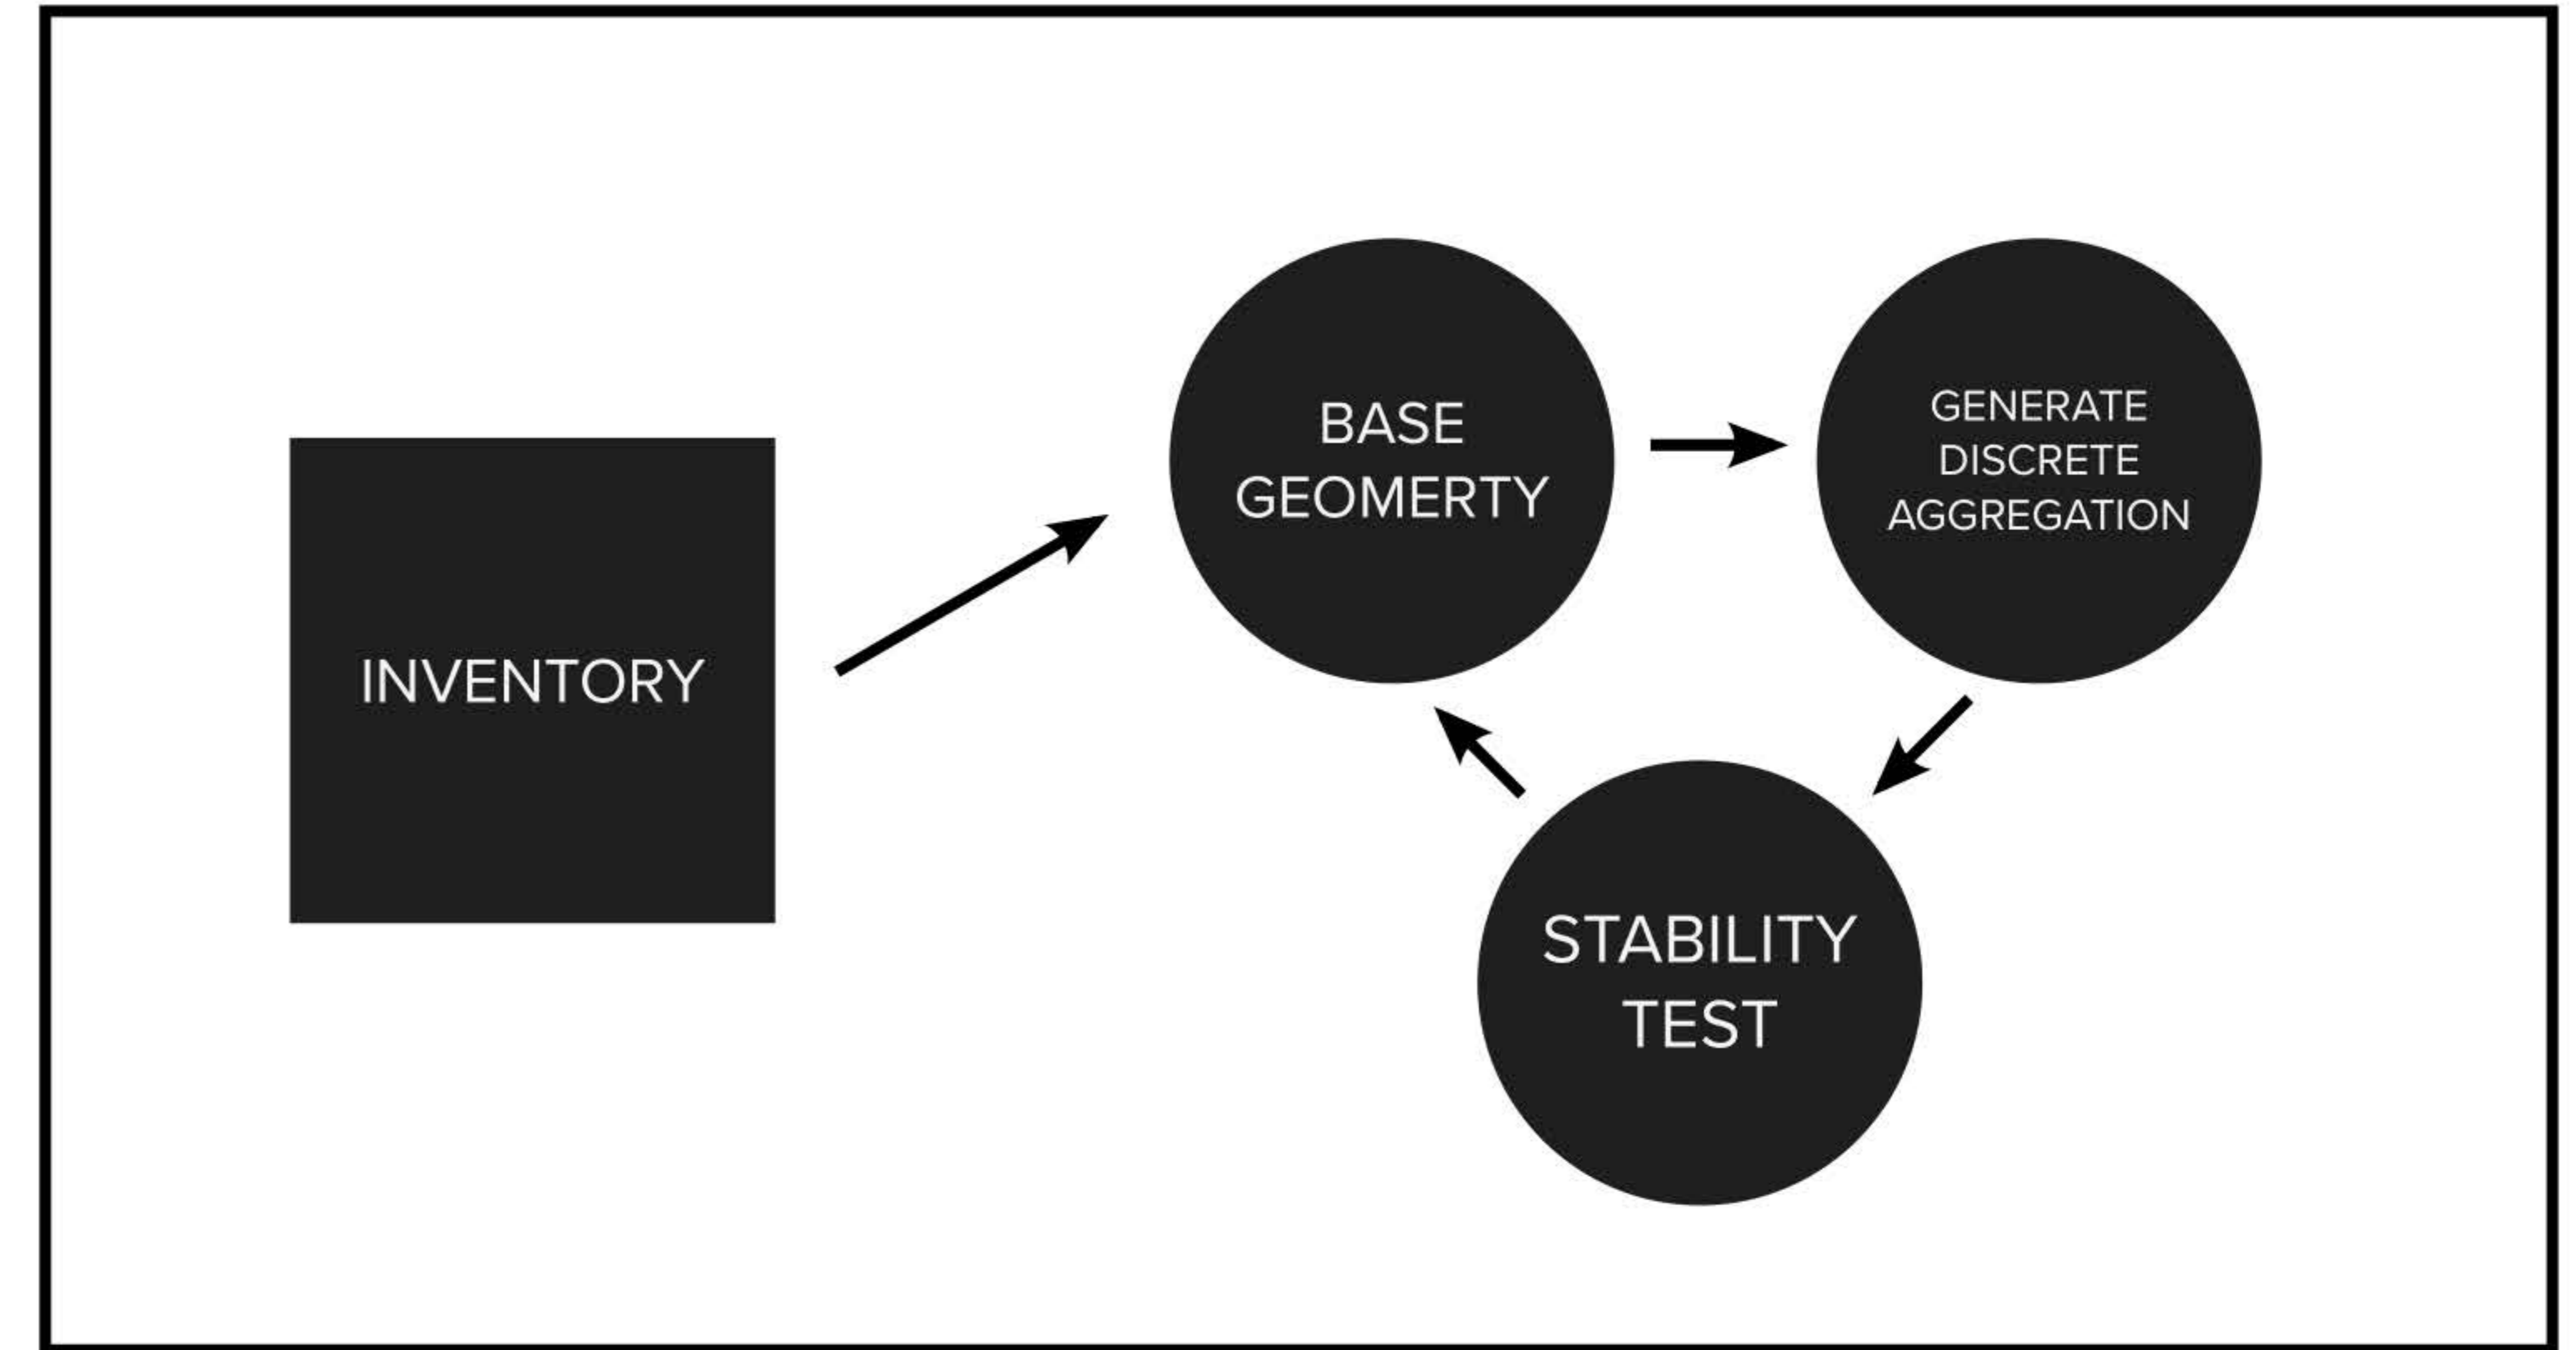 INVENTORY
BASE
GEOMERTY
GENERATE
DISCRETE
AGGREGATION
STABILITY
TEST